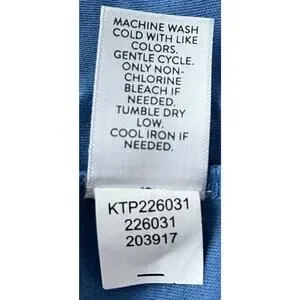 MACHINE WASH
COLD WITH LIKE
COLORS.
GENTLE CYCLE.
ONLY NON-
CHLORINE
BLEACH IF
NEEDED.
TUMBLE DRY
LOW.
COOL IRON IF
NEEDED.
KTP226031
226031
203917